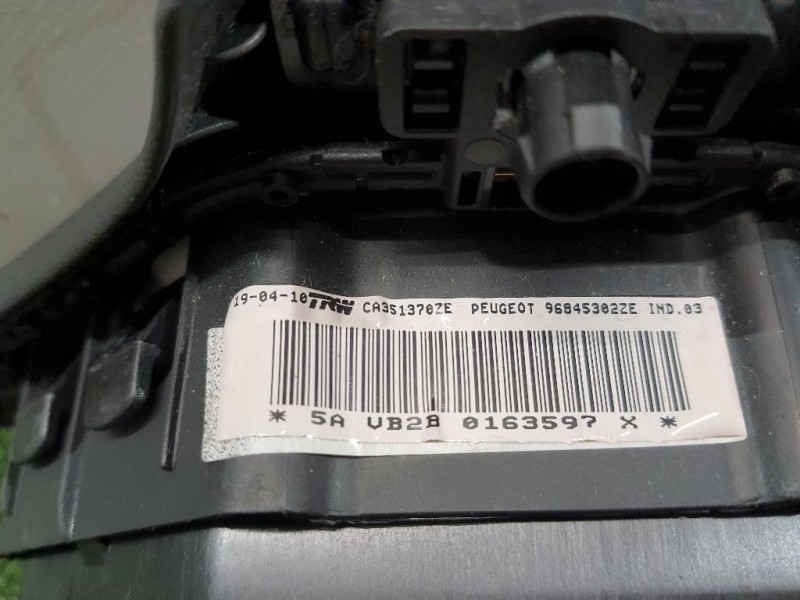 19-04-10 TRW CA351370ZE PEUGEOT 96845302ZE IND.03
* 5A VB2B 0163597 X *